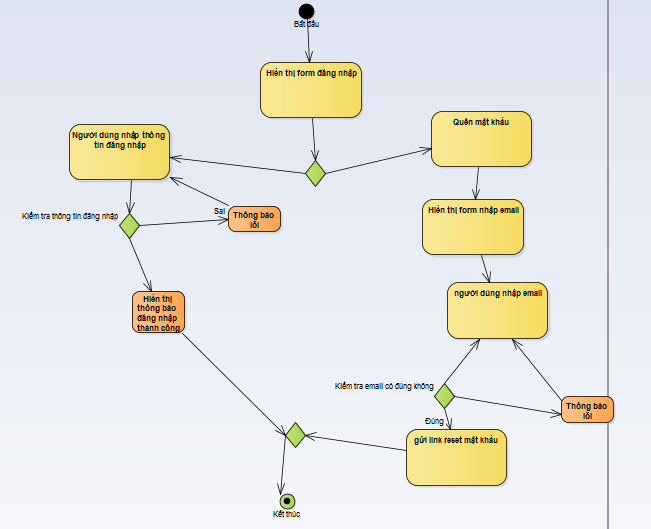 Bắt đầu
Hiển thị form đăng nhập
Người dùng nhập thông
tin đăng nhập
Quên mật khẩu
Kiểm tra thông tin đăng nhập
Sai
Thông báo
lỗi
Hiển thị form nhập email
Hiển thị
thông báo
đăng nhập
thành công
người dùng nhập email
Kiểm tra email có đúng không
Thông báo
lỗi
Đúng
gửi link reset mật khẩu
Kết thúc